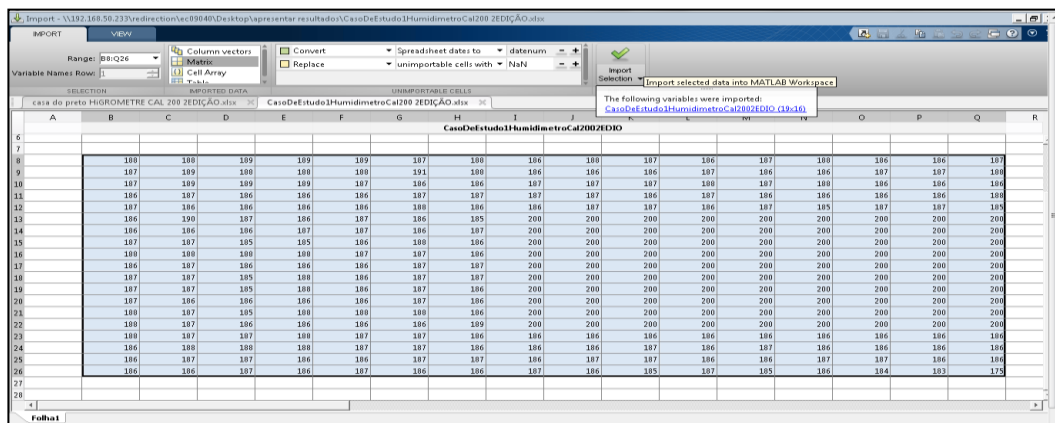 Import - \\192.168.50.233\redirection\ec09040\Desktop\apresentar resultados\CasoDeEstudo1HumidimetroCal200 2EDIÇÃO.xlsx
IMPORT VIEW
Range: B8:Q26
Variable Names Row: 1
SELECTION
Column vectors
Matrix
Cell Array
Table
IMPORTED DATA
Convert Spreadsheet dates to datenum - +
Replace unimportable cells with NaN - +
UNIMPORTABLE CELLS
Import Selection
Import selected data into MATLAB Workspace
The following variables were imported:
CasoDeEstudo1HumidimetroCal2002EDIO (19x16)
casa do preto HiGROMETRE CAL 200 2EDIÇÃO.xlsx CasoDeEstudo1HumidimetroCal200 2EDIÇÃO.xlsx
A B C D E F G H I J K L M N O P Q R
CasoDeEstudo1HumidimetroCal2002EDIO
6
7
8 188 188 189 189 189 187 188 186 188 187 186 187 188 186 186 187
9 187 189 188 188 188 191 188 186 186 186 187 186 186 187 187 188
10 187 189 189 189 187 186 186 187 187 187 188 187 188 186 186
11 186 187 186 186 186 187 186 187 187 186 187 186 186 186 186 188
12 187 186 186 186 186 188 186 186 187 187 186 187 185 187 187 185
13 186 190 187 186 187 186 185 200 200 200 200 200 200 200 200 200
14 186 186 186 187 187 186 187 200 200 200 200 200 200 200 200 200
15 187 187 185 185 186 188 187 200 200 200 200 200 200 200 200 200
16 188 188 188 188 187 186 187 200 200 200 200 200 200 200 200 200
17 186 187 186 186 186 187 187 200 200 200 200 200 200 200 200 200
18 187 187 185 188 186 187 187 200 200 200 200 200 200 200 200 200
19 187 187 185 188 186 187 186 200 200 200 200 200 200 200 200 200
20 187 186 186 186 186 187 186 200 200 200 200 200 200 200 200 200
21 188 187 185 188 188 188 186 200 200 200 200 200 200 200 200 200
22 188 188 187 186 186 186 189 200 200 200 200 200 200 200 200 200
23 188 187 187 187 188 186 186 186 186 186 186 186 186 186 186 186
24 186 188 188 187 186 186 186 186 188 187 186 187 186 186 186 186
25 186 187 187 186 186 187 187 187 186 187 186 187 187 187 186 186
26 186 186 187 186 186 186 186 187 186 185 187 185 186 184 183 175
27
28
Folha1